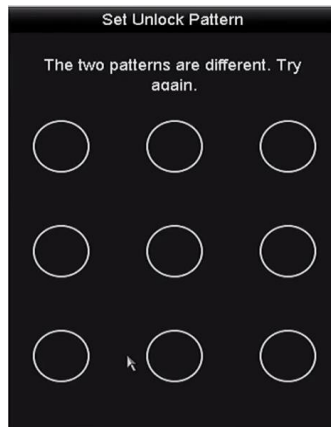 Set Unlock Pattern
The two patterns are different. Try
again.